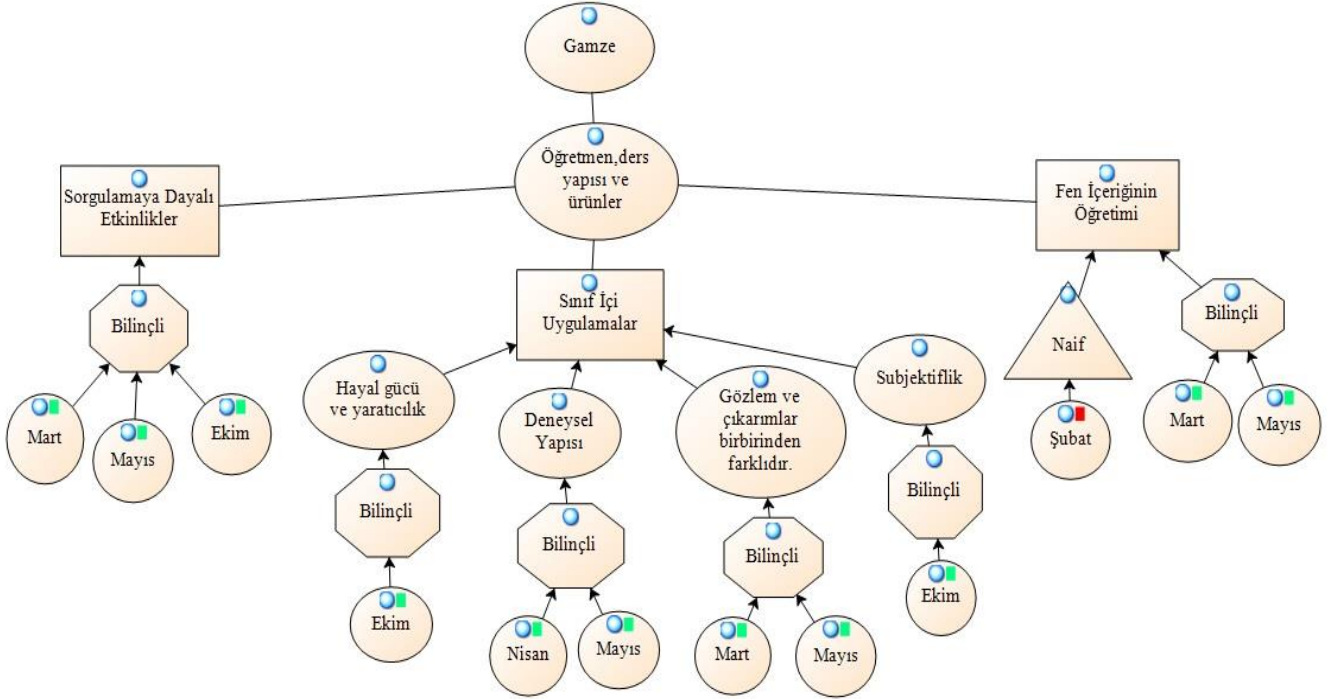 Gamze
Öğretmen,ders
yapısı ve
ürünler
Sorgulamaya Dayalı
Etkinlikler
Bilinçli
Mart
Mayıs
Ekim
Sınıf İçi
Uygulamalar
Hayal gücü
ve yaratıcılık
Bilinçli
Ekim
Deneysel
Yapısı
Bilinçli
Nisan
Mayıs
Gözlem ve
çıkarımlar
birbirinden
farklıdır.
Bilinçli
Mart
Mayıs
Subjektiflik
Bilinçli
Ekim
Fen İçeriğinin
Öğretimi
Naif
Şubat
Bilinçli
Mart
Mayıs